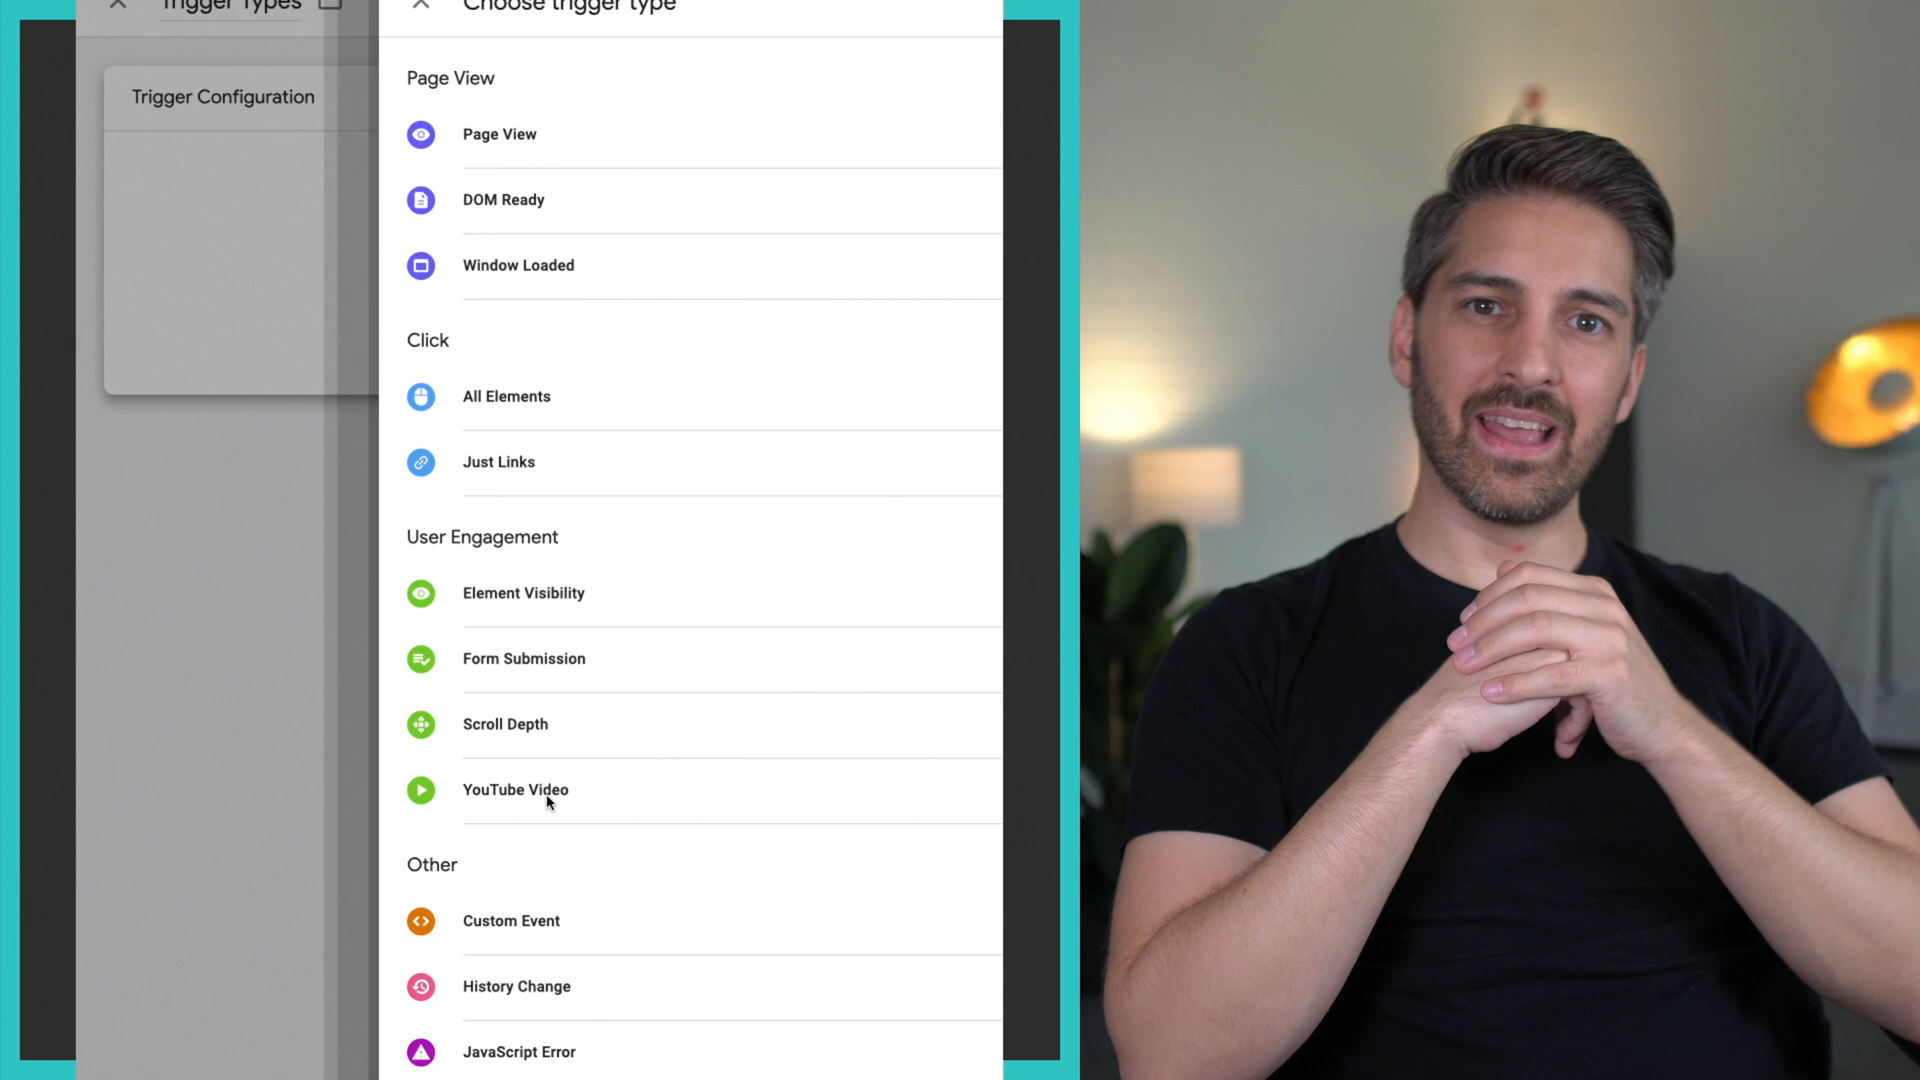 Trigger Types
Choose trigger type
Trigger Configuration
Page View
Page View
DOM Ready
Window Loaded
Click
All Elements
Just Links
User Engagement
Element Visibility
Form Submission
Scroll Depth
YouTube Video
Other
Custom Event
History Change
JavaScript Error